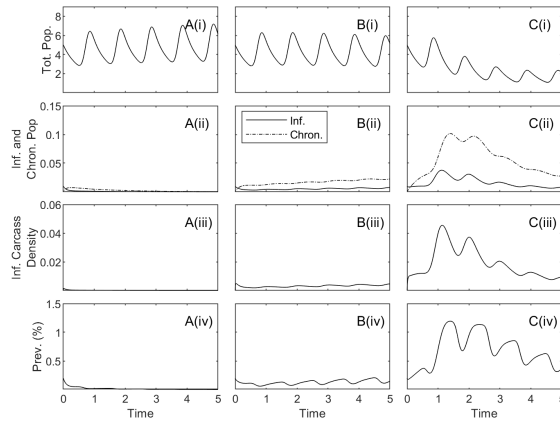 A(i)
B(i)
C(i)
Tot. Pop.
8
6
4
2
A(ii)
B(ii)
C(ii)
Inf. and
Chron. Pop
0.15
0.1
0.05
0
Inf.
Chron.
A(iii)
B(iii)
C(iii)
Inf. Carcass
Density
0.06
0.04
0.02
0
A(iv)
B(iv)
C(iv)
Prev. (%)
1.5
1
0.5
0 1 2 3 4 5
0 1 2 3 4 5
0 1 2 3 4 5
Time
Time
Time